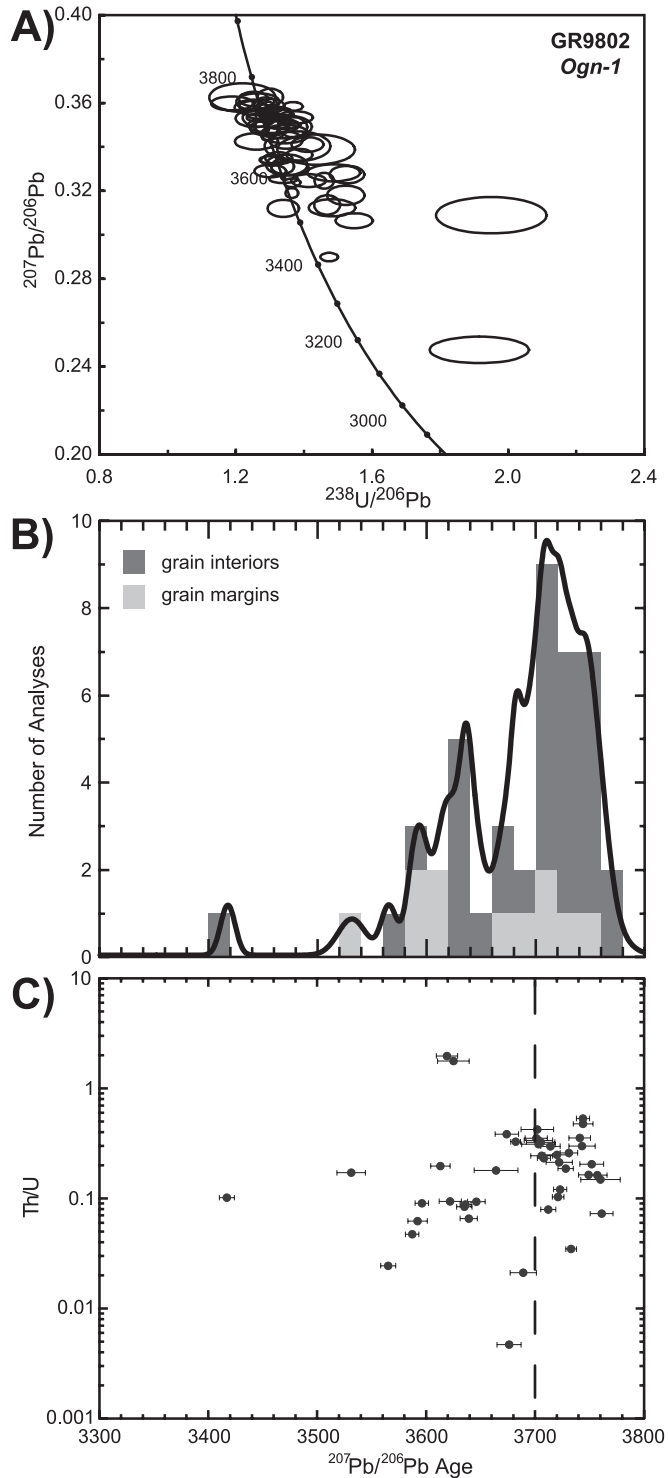 A)
GR9802
Ogn-1
0.40
0.36
0.32
0.28
0.24
0.20
207Pb/206Pb
3800
3600
3400
3200
3000
0.8
1.2
1.6
2.0
2.4
238U/206Pb
B)
grain interiors
grain margins
10
8
6
4
2
0
Number of Analyses
C)
10
1
0.1
0.01
0.001
Th/U
3300
3400
3500
3600
3700
3800
207Pb/206Pb Age